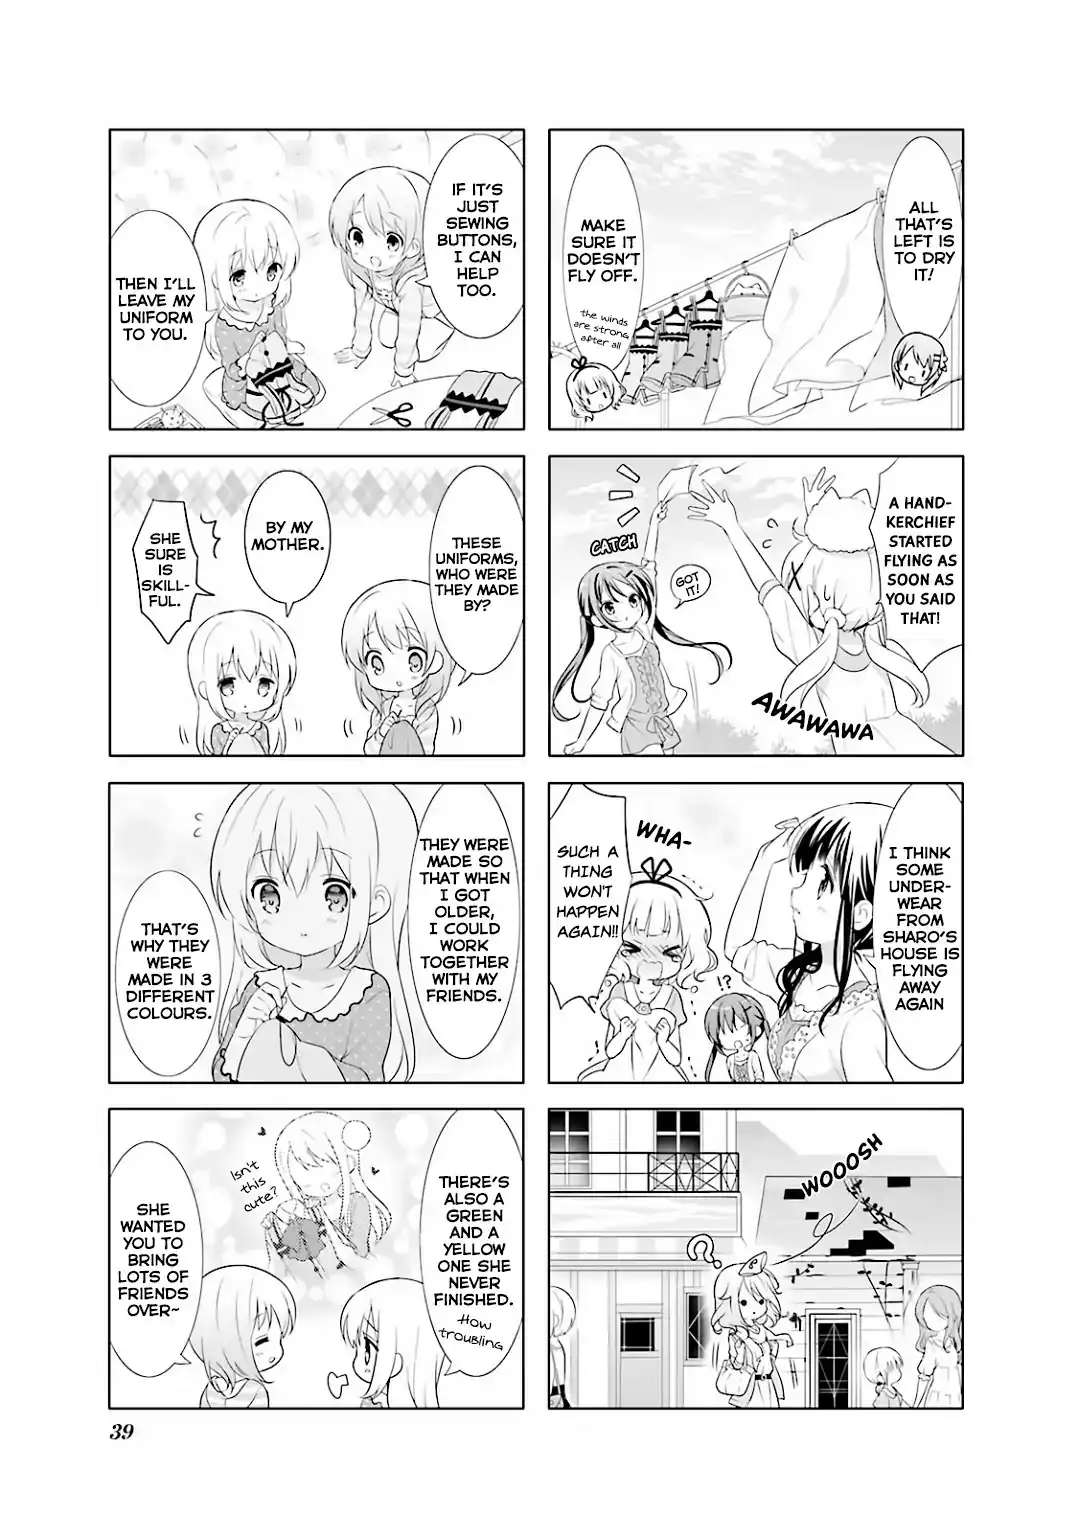 ALL
THAT'S
LEFT IS
TO DRY
IT!
MAKE
SURE IT
DOESN'T
FLY OFF.
the winds
are strong
after all
A HAND-
KERCHIEF
STARTED
FLYING AS
SOON AS
YOU SAID
THAT!
GOT
IT!
CATCH
AWAWAWA
I THINK
SOME
UNDER-
WEAR
FROM
SHARO'S
HOUSE IS
FLYING
AWAY
AGAIN
WHA-
SUCH A
THING
WON'T
HAPPEN
AGAIN!!
!?
WOOOSH
?
IF IT'S
JUST
SEWING
BUTTONS,
I CAN
HELP
TOO.
THEN I'LL
LEAVE MY
UNIFORM
TO YOU.
THESE
UNIFORMS,
WHO WERE
THEY MADE
BY?
BY MY
MOTHER.
SHE
SURE
IS
SKILL-
FUL.
THEY WERE
MADE SO
THAT WHEN
I GOT
OLDER,
I COULD
WORK
TOGETHER
WITH MY
FRIENDS.
THAT'S
WHY THEY
WERE
MADE IN 3
DIFFERENT
COLOURS.
THERE'S
ALSO A
GREEN
AND A
YELLOW
ONE SHE
NEVER
FINISHED.
How
troubling
Isn't
this
cute?
SHE
WANTED
YOU TO
BRING
LOTS OF
FRIENDS
OVER~
39